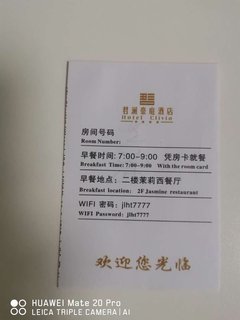 君澜臺庭酒店
Hotel Clivia
房间号码
Room Number:
早餐时间: 7:00-9:00 凭房卡就餐
Breakfast Time: 7:00-9:00 With the room card
早餐地点: 二楼茉莉西餐厅
Breakfast location: 2F Jasmine restaurant
WIFI 密码: jlht7777
WIFI Password: jlht7777
欢迎您光临
HUAWEI Mate 20 Pro
LEICA TRIPLE CAMERA | AI